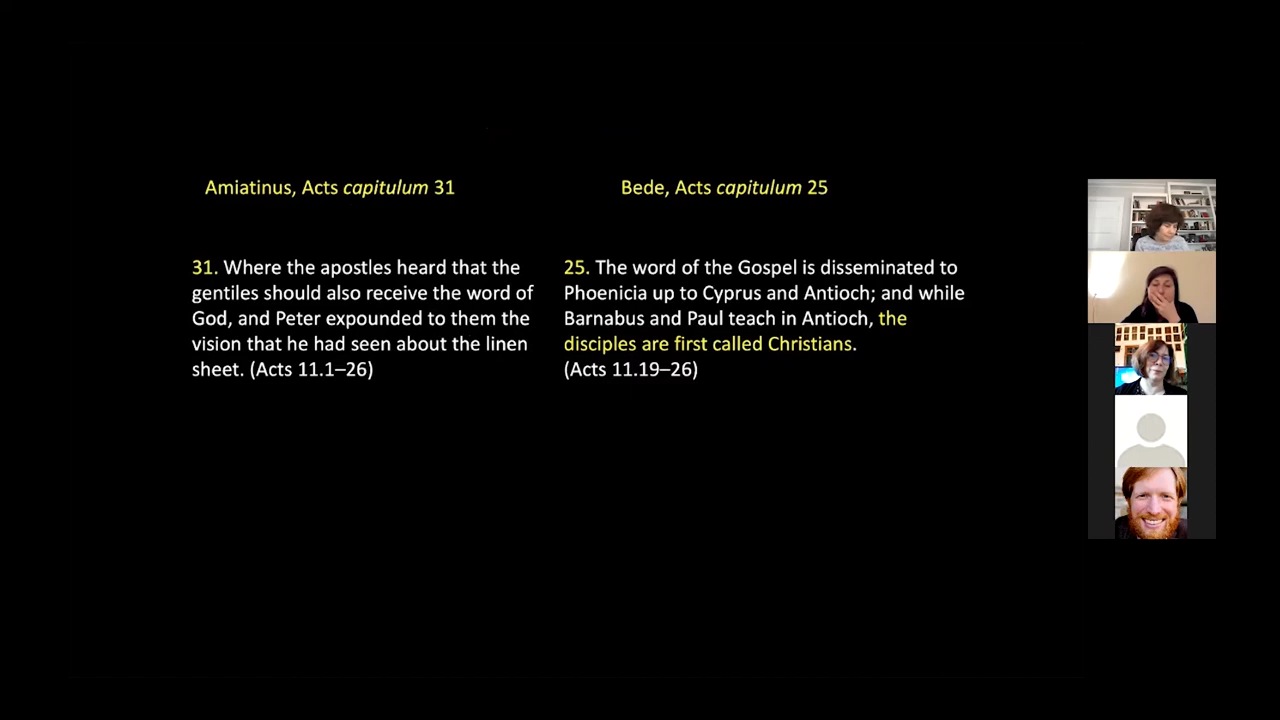 Amiatinus, Acts capitulum 31
31. Where the apostles heard that the
gentiles should also receive the word of
God, and Peter expounded to them the
vision that he had seen about the linen
sheet. (Acts 11.1–26)
Bede, Acts capitulum 25
25. The word of the Gospel is disseminated to
Phoenicia up to Cyprus and Antioch; and while
Barnabus and Paul teach in Antioch, the
disciples are first called Christians.
(Acts 11.19–26)